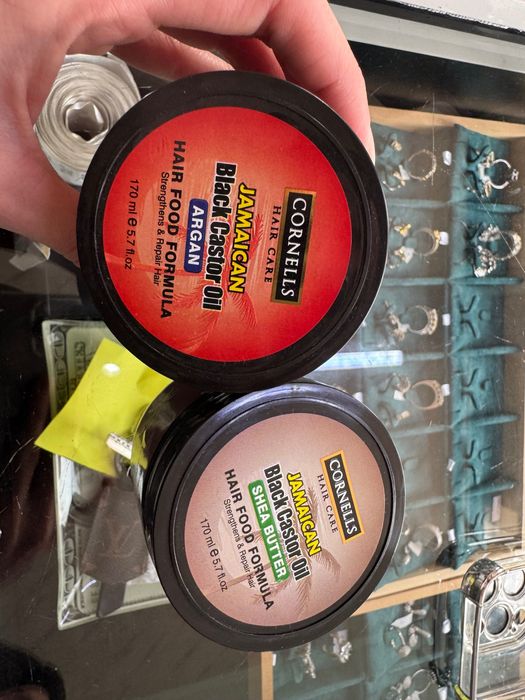 CORNELLS
HAIR CARE
JAMAICAN
Black Castor Oil
ARGAN
HAIR FOOD FORMULA
Strengthens & Repair Hair
170 ml e 5.7 fl.oz
CORNELLS
HAIR CARE
JAMAICAN
Black Castor Oil
SHEA BUTTER
HAIR FOOD FORMULA
Strengthens & Repair Hair
170 ml e 5.7 fl.oz